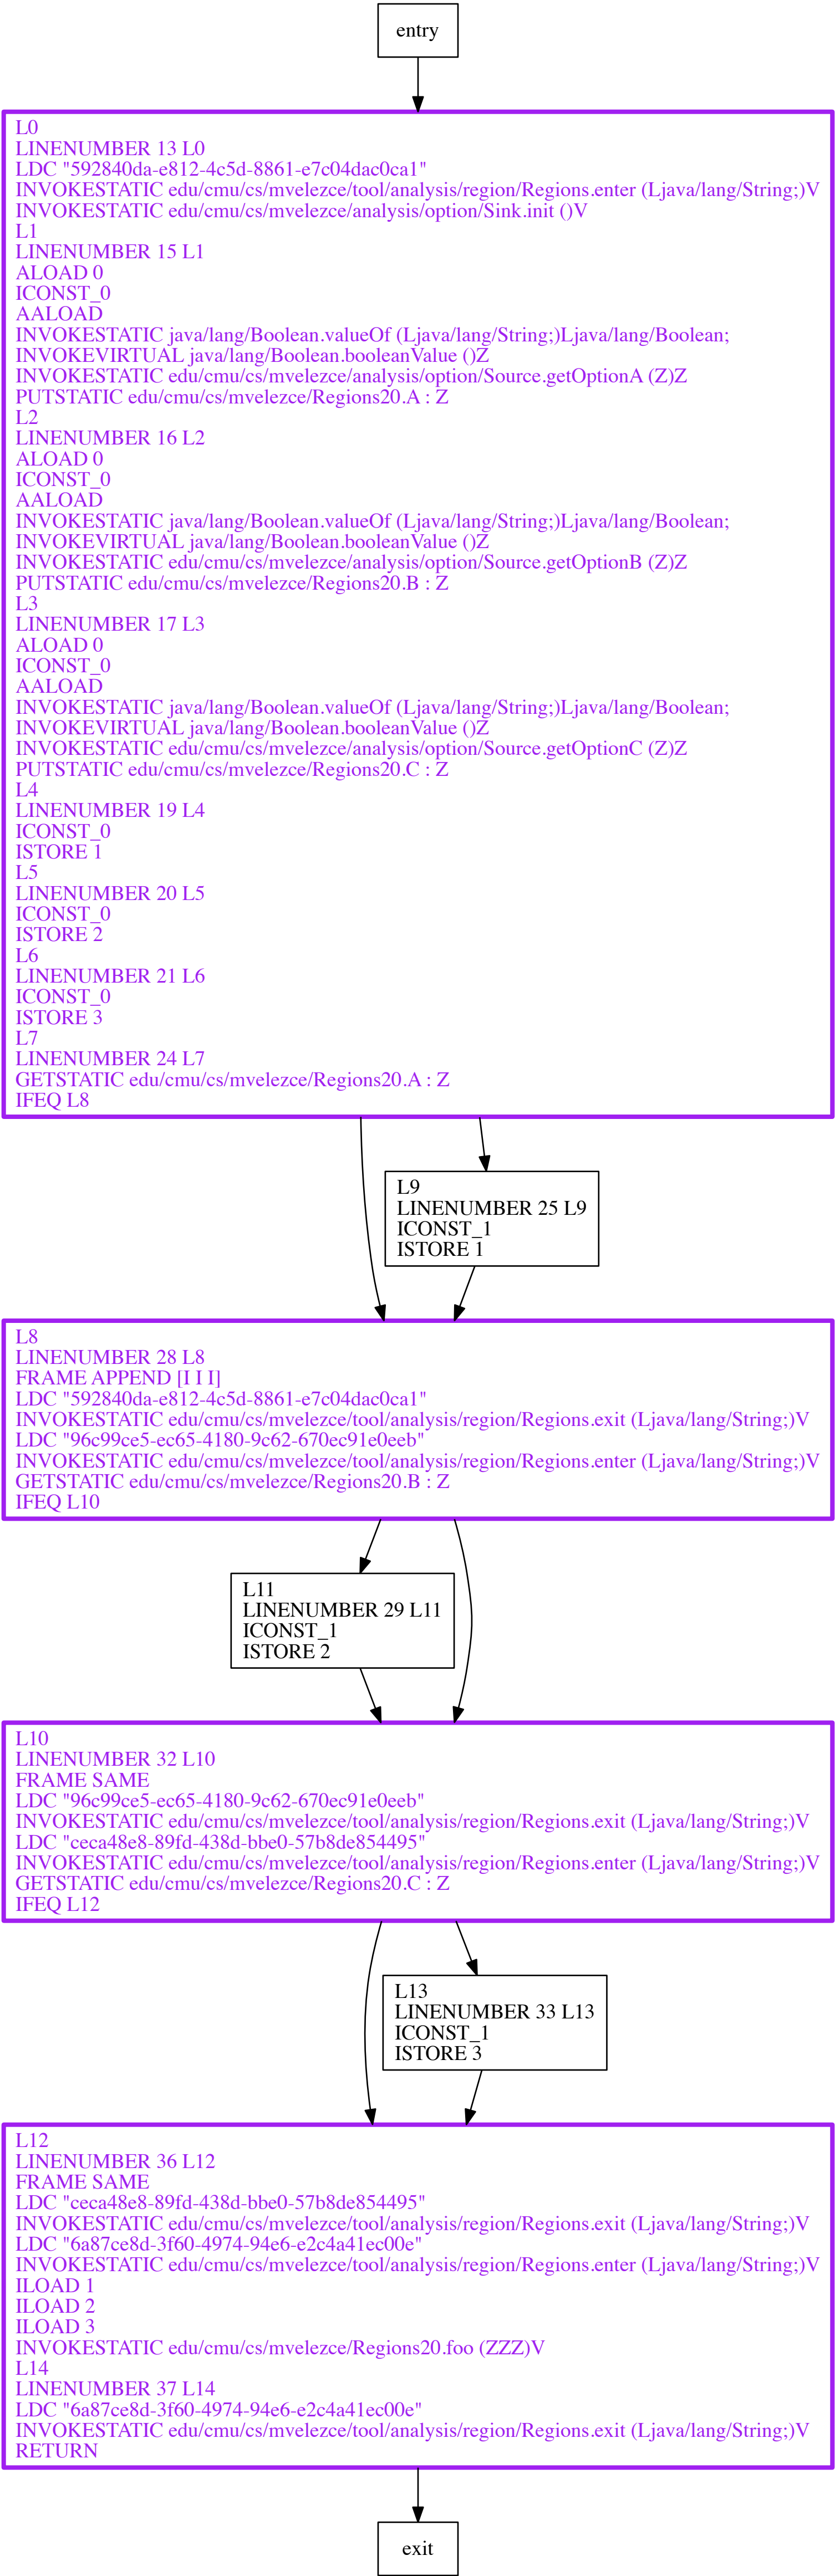 entry
L0
LINENUMBER 13 L0
LDC "592840da-e812-4c5d-8861-e7c04dac0ca1"
INVOKESTATIC edu/cmu/cs/mvelezce/tool/analysis/region/Regions.enter (Ljava/lang/String;)V
INVOKESTATIC edu/cmu/cs/mvelezce/analysis/option/Sink.init ()V
L1
LINENUMBER 15 L1
ALOAD 0
ICONST_0
AALOAD
INVOKESTATIC java/lang/Boolean.valueOf (Ljava/lang/String;)Ljava/lang/Boolean;
INVOKEVIRTUAL java/lang/Boolean.booleanValue ()Z
INVOKESTATIC edu/cmu/cs/mvelezce/analysis/option/Source.getOptionA (Z)Z
PUTSTATIC edu/cmu/cs/mvelezce/Regions20.A : Z
L2
LINENUMBER 16 L2
ALOAD 0
ICONST_0
AALOAD
INVOKESTATIC java/lang/Boolean.valueOf (Ljava/lang/String;)Ljava/lang/Boolean;
INVOKEVIRTUAL java/lang/Boolean.booleanValue ()Z
INVOKESTATIC edu/cmu/cs/mvelezce/analysis/option/Source.getOptionB (Z)Z
PUTSTATIC edu/cmu/cs/mvelezce/Regions20.B : Z
L3
LINENUMBER 17 L3
ALOAD 0
ICONST_0
AALOAD
INVOKESTATIC java/lang/Boolean.valueOf (Ljava/lang/String;)Ljava/lang/Boolean;
INVOKEVIRTUAL java/lang/Boolean.booleanValue ()Z
INVOKESTATIC edu/cmu/cs/mvelezce/analysis/option/Source.getOptionC (Z)Z
PUTSTATIC edu/cmu/cs/mvelezce/Regions20.C : Z
L4
LINENUMBER 19 L4
ICONST_0
ISTORE 1
L5
LINENUMBER 20 L5
ICONST_0
ISTORE 2
L6
LINENUMBER 21 L6
ICONST_0
ISTORE 3
L7
LINENUMBER 24 L7
GETSTATIC edu/cmu/cs/mvelezce/Regions20.A : Z
IFEQ L8
L9
LINENUMBER 25 L9
ICONST_1
ISTORE 1
L8
LINENUMBER 28 L8
FRAME APPEND [I I I]
LDC "592840da-e812-4c5d-8861-e7c04dac0ca1"
INVOKESTATIC edu/cmu/cs/mvelezce/tool/analysis/region/Regions.exit (Ljava/lang/String;)V
LDC "96c99ce5-ec65-4180-9c62-670ec91e0eeb"
INVOKESTATIC edu/cmu/cs/mvelezce/tool/analysis/region/Regions.enter (Ljava/lang/String;)V
GETSTATIC edu/cmu/cs/mvelezce/Regions20.B : Z
IFEQ L10
L11
LINENUMBER 29 L11
ICONST_1
ISTORE 2
L10
LINENUMBER 32 L10
FRAME SAME
LDC "96c99ce5-ec65-4180-9c62-670ec91e0eeb"
INVOKESTATIC edu/cmu/cs/mvelezce/tool/analysis/region/Regions.exit (Ljava/lang/String;)V
LDC "ceca48e8-89fd-438d-bbe0-57b8de854495"
INVOKESTATIC edu/cmu/cs/mvelezce/tool/analysis/region/Regions.enter (Ljava/lang/String;)V
GETSTATIC edu/cmu/cs/mvelezce/Regions20.C : Z
IFEQ L12
L13
LINENUMBER 33 L13
ICONST_1
ISTORE 3
L12
LINENUMBER 36 L12
FRAME SAME
LDC "ceca48e8-89fd-438d-bbe0-57b8de854495"
INVOKESTATIC edu/cmu/cs/mvelezce/tool/analysis/region/Regions.exit (Ljava/lang/String;)V
LDC "6a87ce8d-3f60-4974-94e6-e2c4a41ec00e"
INVOKESTATIC edu/cmu/cs/mvelezce/tool/analysis/region/Regions.enter (Ljava/lang/String;)V
ILOAD 1
ILOAD 2
ILOAD 3
INVOKESTATIC edu/cmu/cs/mvelezce/Regions20.foo (ZZZ)V
L14
LINENUMBER 37 L14
LDC "6a87ce8d-3f60-4974-94e6-e2c4a41ec00e"
INVOKESTATIC edu/cmu/cs/mvelezce/tool/analysis/region/Regions.exit (Ljava/lang/String;)V
RETURN
exit